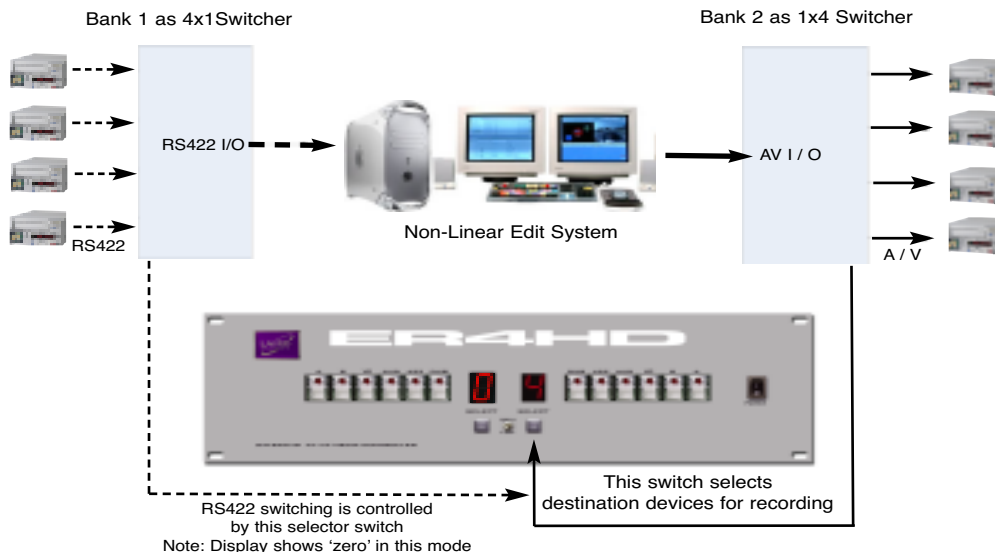 Bank 1 as 4x1Switcher
Bank 2 as 1x4 Switcher
RS422 I/O
AV I / O
Non-Linear Edit System
RS422
A / V
ER4HD
0 4
SELECT SELECT
This switch selects
destination devices for recording
RS422 switching is controlled
by this selector switch
Note: Display shows ‘zero’ in this mode